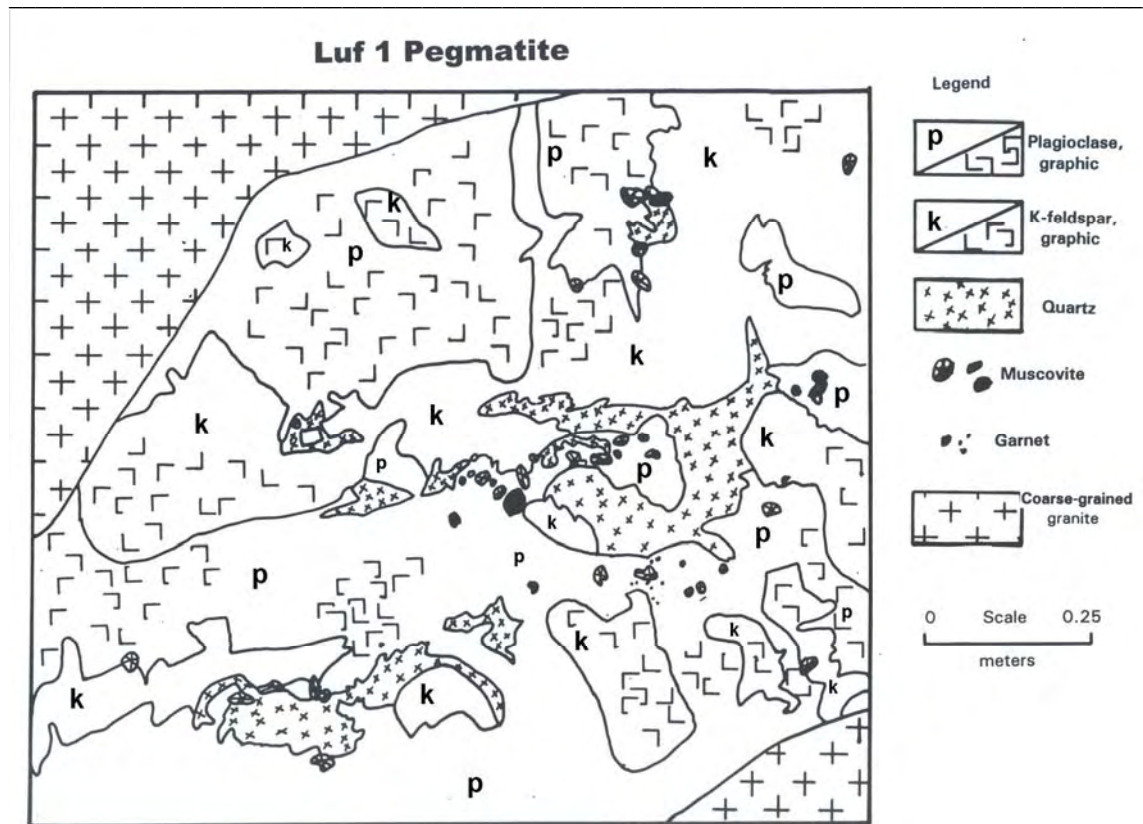 Luf 1 Pegmatite
k
p
k
k
p
p
k
k
k
p
p
k
p
k
p
p
k
p
k
k
p
k
k
k
p
Legend
p
Plagioclase,
graphic
k
K-feldspar,
graphic
Quartz
Muscovite
Garnet
Coarse-grained
granite
0 Scale 0.25
meters